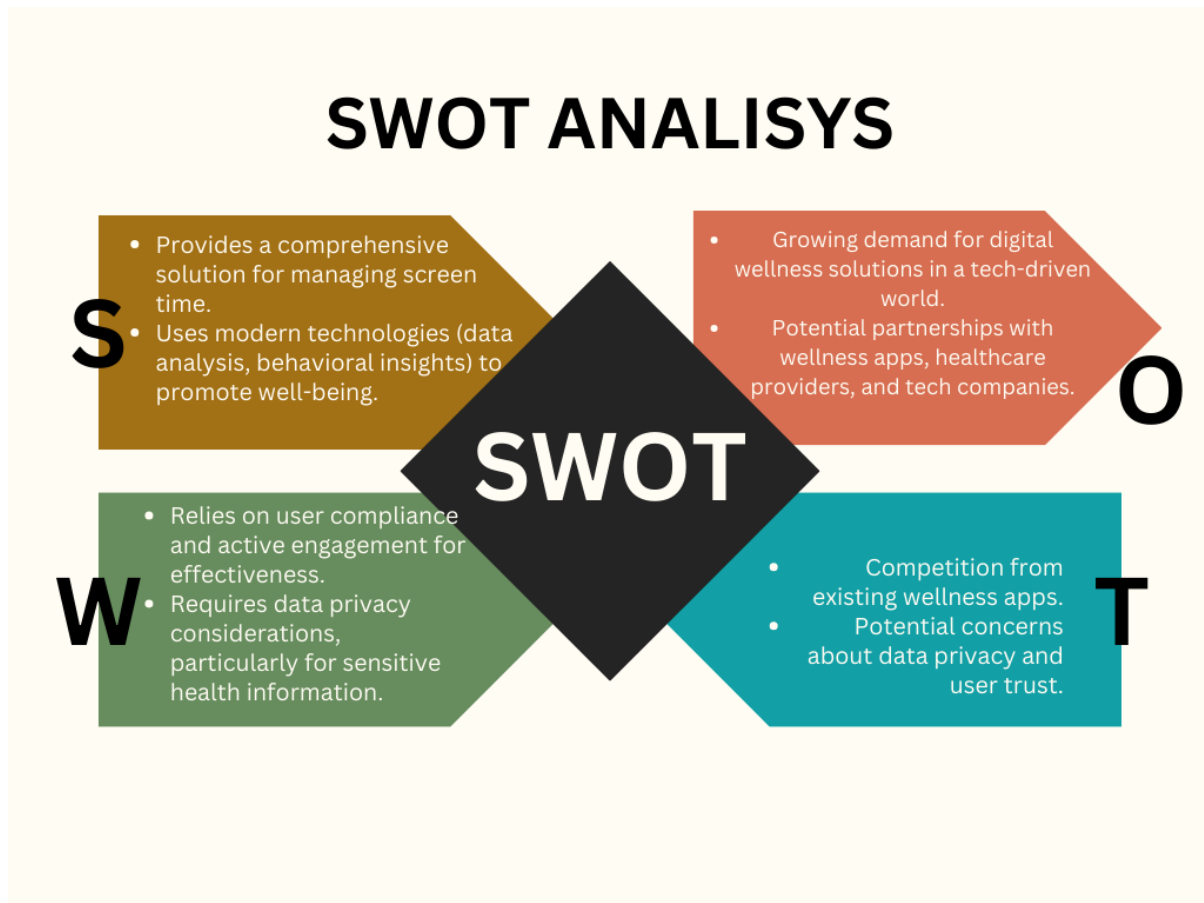 SWOT ANALISYS
S
• Provides a comprehensive
solution for managing screen
time.
• Uses modern technologies (data
analysis, behavioral insights) to
promote well-being.
O
• Growing demand for digital
wellness solutions in a tech-driven
world.
• Potential partnerships with
wellness apps, healthcare
providers, and tech companies.
SWOT
W
• Relies on user compliance
and active engagement for
effectiveness.
• Requires data privacy
considerations,
particularly for sensitive
health information.
T
• Competition from
existing wellness apps.
• Potential concerns
about data privacy and
user trust.